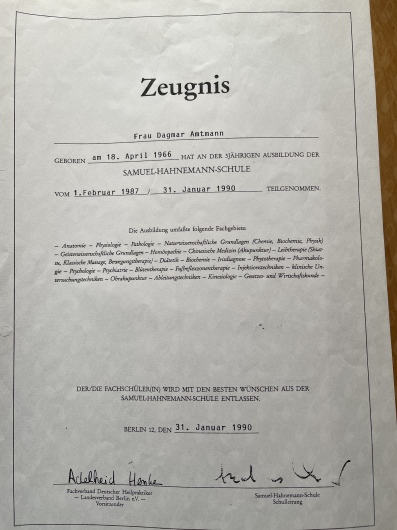 Zeugnis
Frau Dagmar Amtmann
GEBOREN am 18. April 1966 HAT AN DER 3JÄHRIGEN AUSBILDUNG DER
SAMUEL-HAHNEMANN-SCHULE
VOM 1.Februar 1987 / 31. Januar 1990 TEILGENOMMEN.
Die Ausbildung umfaßte folgende Fachgebiete:
– Anatomie – Physiologie – Pathologie – Naturwissenschaftliche Grundlagen (Chemie, Biochemie, Physik)
– Geisteswissenschaftliche Grundlagen – Homöopathie – Chinesische Medizin (Akupunktur) – Leibtherapie (Shiat-
su, Klassische Massage, Bewegungstherapie) – Diätetik – Biochemie – Irisdiagnose – Phytotherapie – Pharmakolo-
gie – Psychologie – Psychiatrie – Blütentherapie – Fußreflexzonentherapie – Injektionstechniken – klinische Un-
tersuchungstechniken – Ohrakupunktur – Ableitungstechniken – Kinesiologie – Gesetzes- und Wirtschaftskunde –
DER/DIE FACHSCHÜLER(IN) WIRD MIT DEN BESTEN WÜNSCHEN AUS DER
SAMUEL-HAHNEMANN-SCHULE ENTLASSEN.
BERLIN 12, DEN 31. Januar 1990
Adelheid Henke
Fachverband Deutscher Heilpraktiker
– Landesverband Berlin e.V. –
Vorsitzender
Samuel-Hahnemann-Schule
Schulleitung